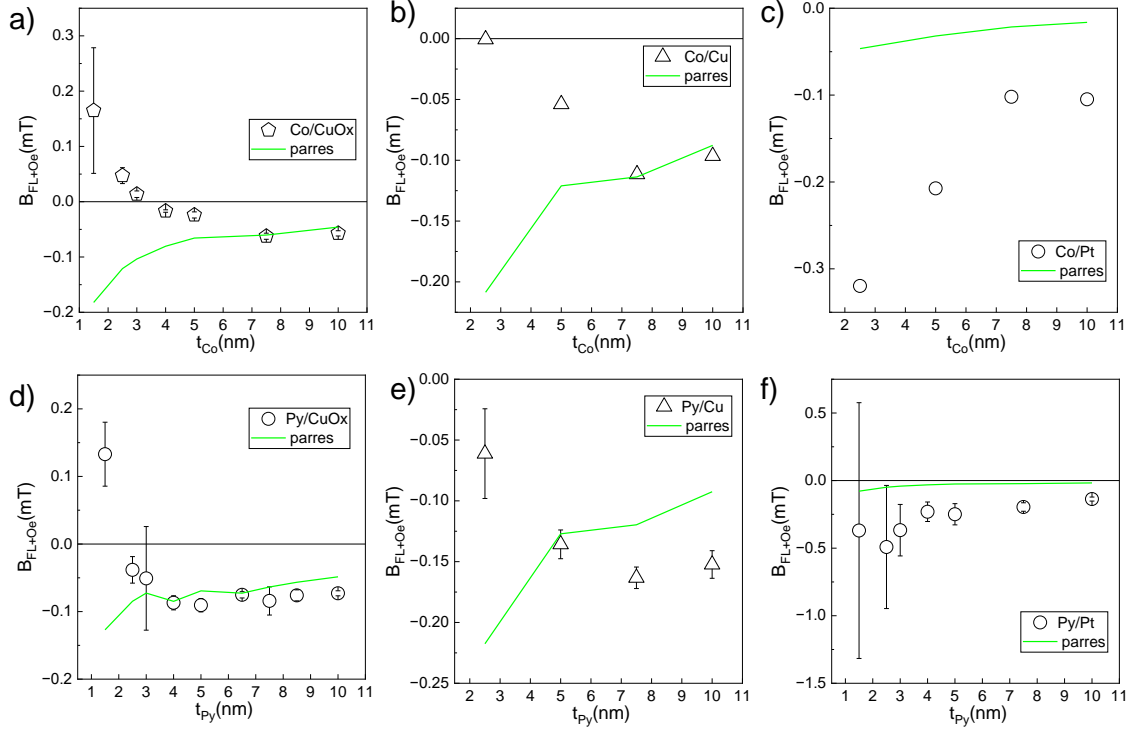 a)
0.3
0.2
0.1
0.0
−0.1
−0.2
B_FL+Oe(mT)
Co/CuOx
parres
1 2 3 4 5 6 7 8 9 10 11
t_Co(nm)
b)
0.00
−0.05
−0.10
−0.15
−0.20
B_FL+Oe(mT)
Co/Cu
parres
2 3 4 5 6 7 8 9 10 11
t_Co(nm)
c)
0.0
−0.1
−0.2
−0.3
B_FL+Oe(mT)
Co/Pt
parres
2 3 4 5 6 7 8 9 10 11
t_Co(nm)
d)
0.2
0.1
0.0
−0.1
−0.2
B_FL+Oe(mT)
Py/CuOx
parres
1 2 3 4 5 6 7 8 9 10 11
t_Py(nm)
e)
0.00
−0.05
−0.10
−0.15
−0.20
−0.25
B_FL+Oe(mT)
Py/Cu
parres
2 3 4 5 6 7 8 9 10 11
t_Py(nm)
f)
0.5
0.0
−0.5
−1.0
−1.5
B_FL+Oe(mT)
Py/Pt
parres
1 2 3 4 5 6 7 8 9 10 11
t_Py(nm)